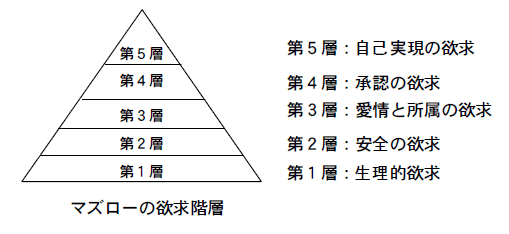 第5層
第4層
第3層
第2層
第1層
第5層：自己実現の欲求
第4層：承認の欲求
第3層：愛情と所属の欲求
第2層：安全の欲求
第1層：生理的欲求
マズローの欲求階層